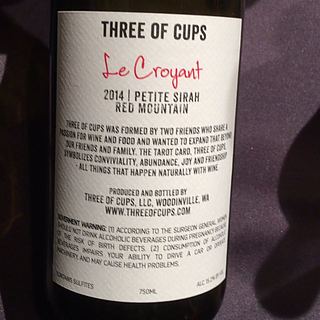 THREE OF CUPS
Le Croyant
2014 | PETITE SIRAH
RED MOUNTAIN
THREE OF CUPS WAS FORMED BY TWO FRIENDS WHO SHARE A
PASSION FOR WINE AND FOOD AND WANTED TO EXPAND THAT BEYOND
OUR FRIENDS AND FAMILY. THE TAROT CARD, THREE OF CUPS,
SYMBOLIZES CONVIVIALITY, ABUNDANCE, JOY AND FRIENDSHIP
- ALL THINGS THAT HAPPEN NATURALLY WITH WINE.
PRODUCED AND BOTTLED BY
THREE OF CUPS, LLC, WOODINVILLE, WA
WWW.THREEOFCUPS.COM
GOVERNMENT WARNING: (1) ACCORDING TO THE SURGEON GENERAL, WOMEN
SHOULD NOT DRINK ALCOHOLIC BEVERAGES DURING PREGNANCY BECAUSE
OF THE RISK OF BIRTH DEFECTS. (2) CONSUMPTION OF ALCOHOLIC
BEVERAGES IMPAIRS YOUR ABILITY TO DRIVE A CAR OR OPERATE
MACHINERY AND MAY CAUSE HEALTH PROBLEMS.
CONTAINS SULFITES
750ML
ALC 15.2% BY VOL